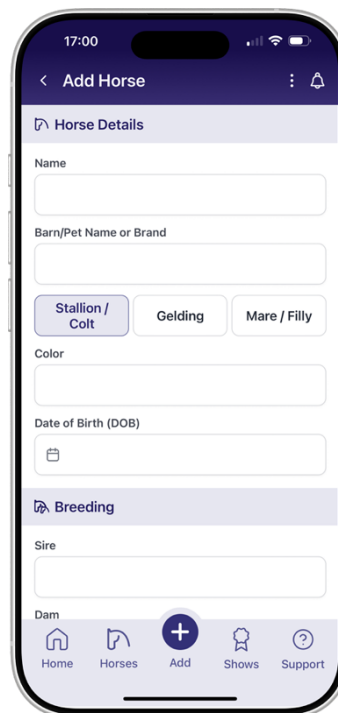 17:00
Add Horse
Horse Details
Name
Barn/Pet Name or Brand
Stallion / Colt
Gelding
Mare / Filly
Color
Date of Birth (DOB)
Breeding
Sire
Dam
Home
Horses
Add
Shows
Support